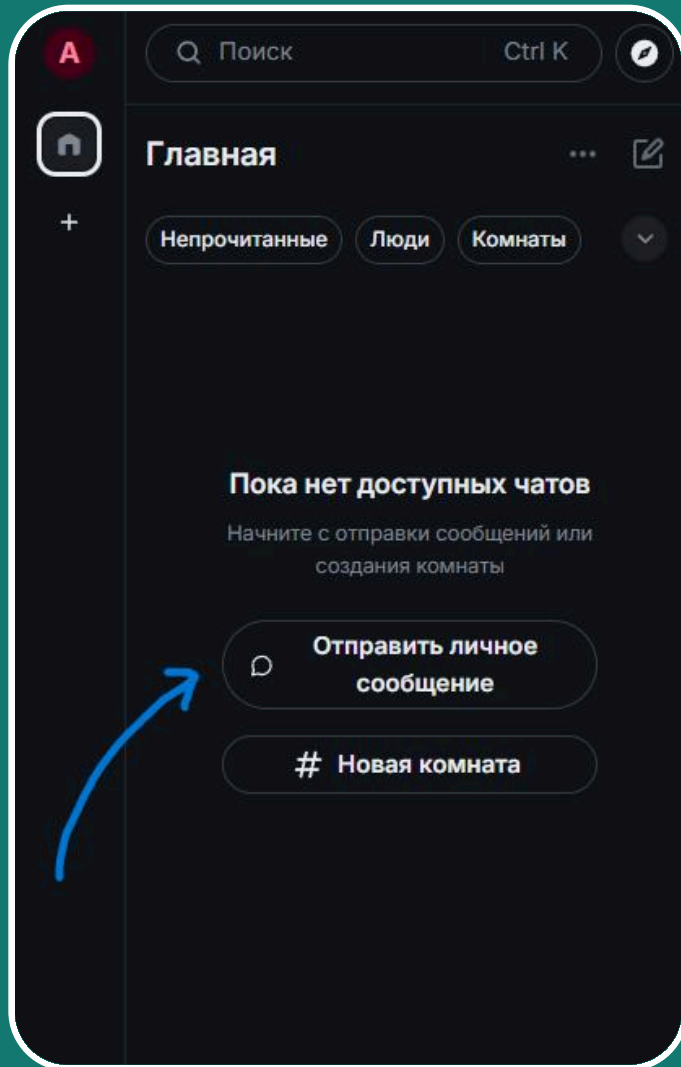 A
Поиск
Ctrl K
Главная
Непрочитанные
Люди
Комнаты
Пока нет доступных чатов
Начните с отправки сообщений или
создания комнаты
Отправить личное
сообщение
# Новая комната